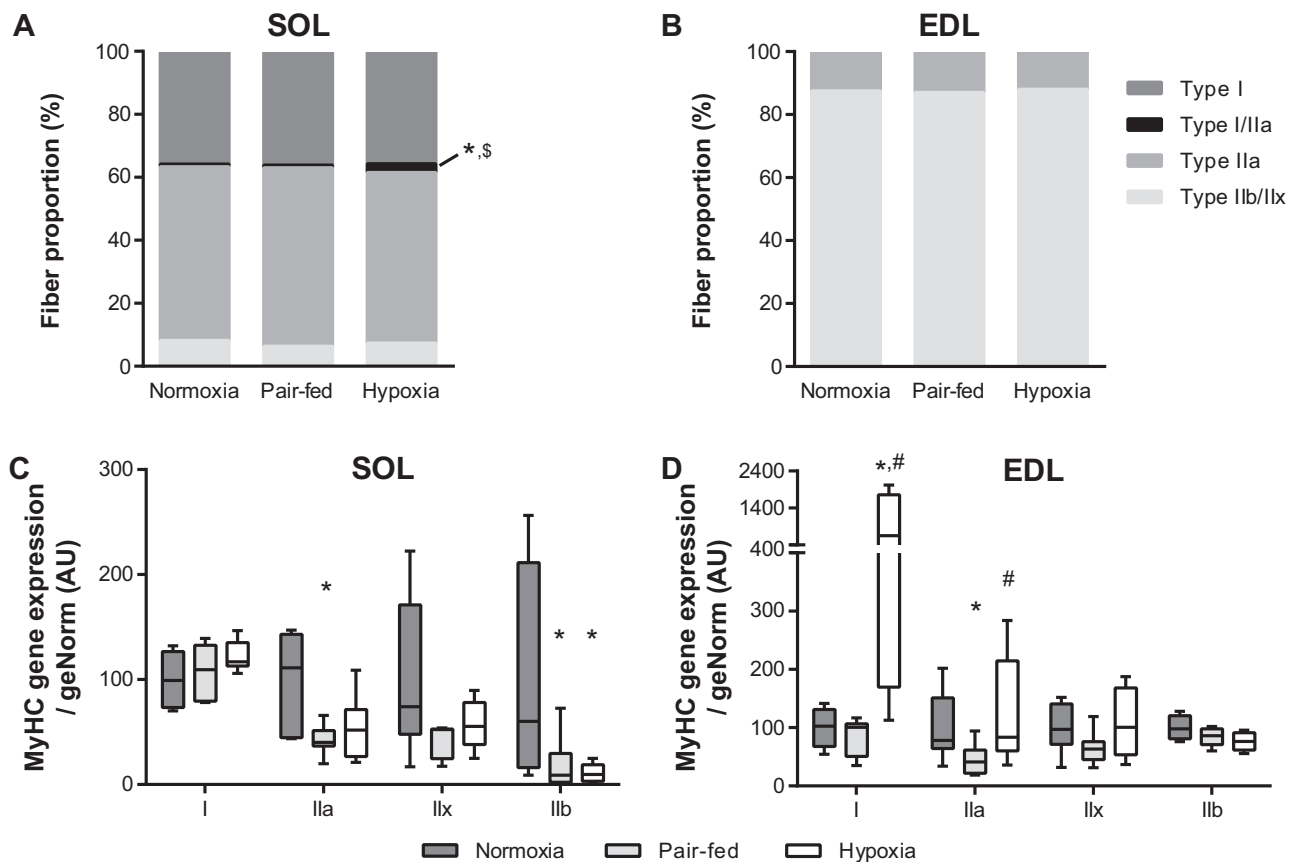 A
SOL
100
80
60
40
20
0
Fiber proportion (%)
*,$
Normoxia
Pair-fed
Hypoxia
B
EDL
100
80
60
40
20
0
Fiber proportion (%)
Normoxia
Pair-fed
Hypoxia
Type I
Type I/IIa
Type IIa
Type IIb/IIx
C
SOL
300
200
100
0
MyHC gene expression
/ geNorm (AU)
*
*
*
I
IIa
IIx
IIb
D
EDL
2400
1400
400
300
200
100
0
MyHC gene expression
/ geNorm (AU)
*,#
*
#
I
IIa
IIx
IIb
Normoxia
Pair-fed
Hypoxia